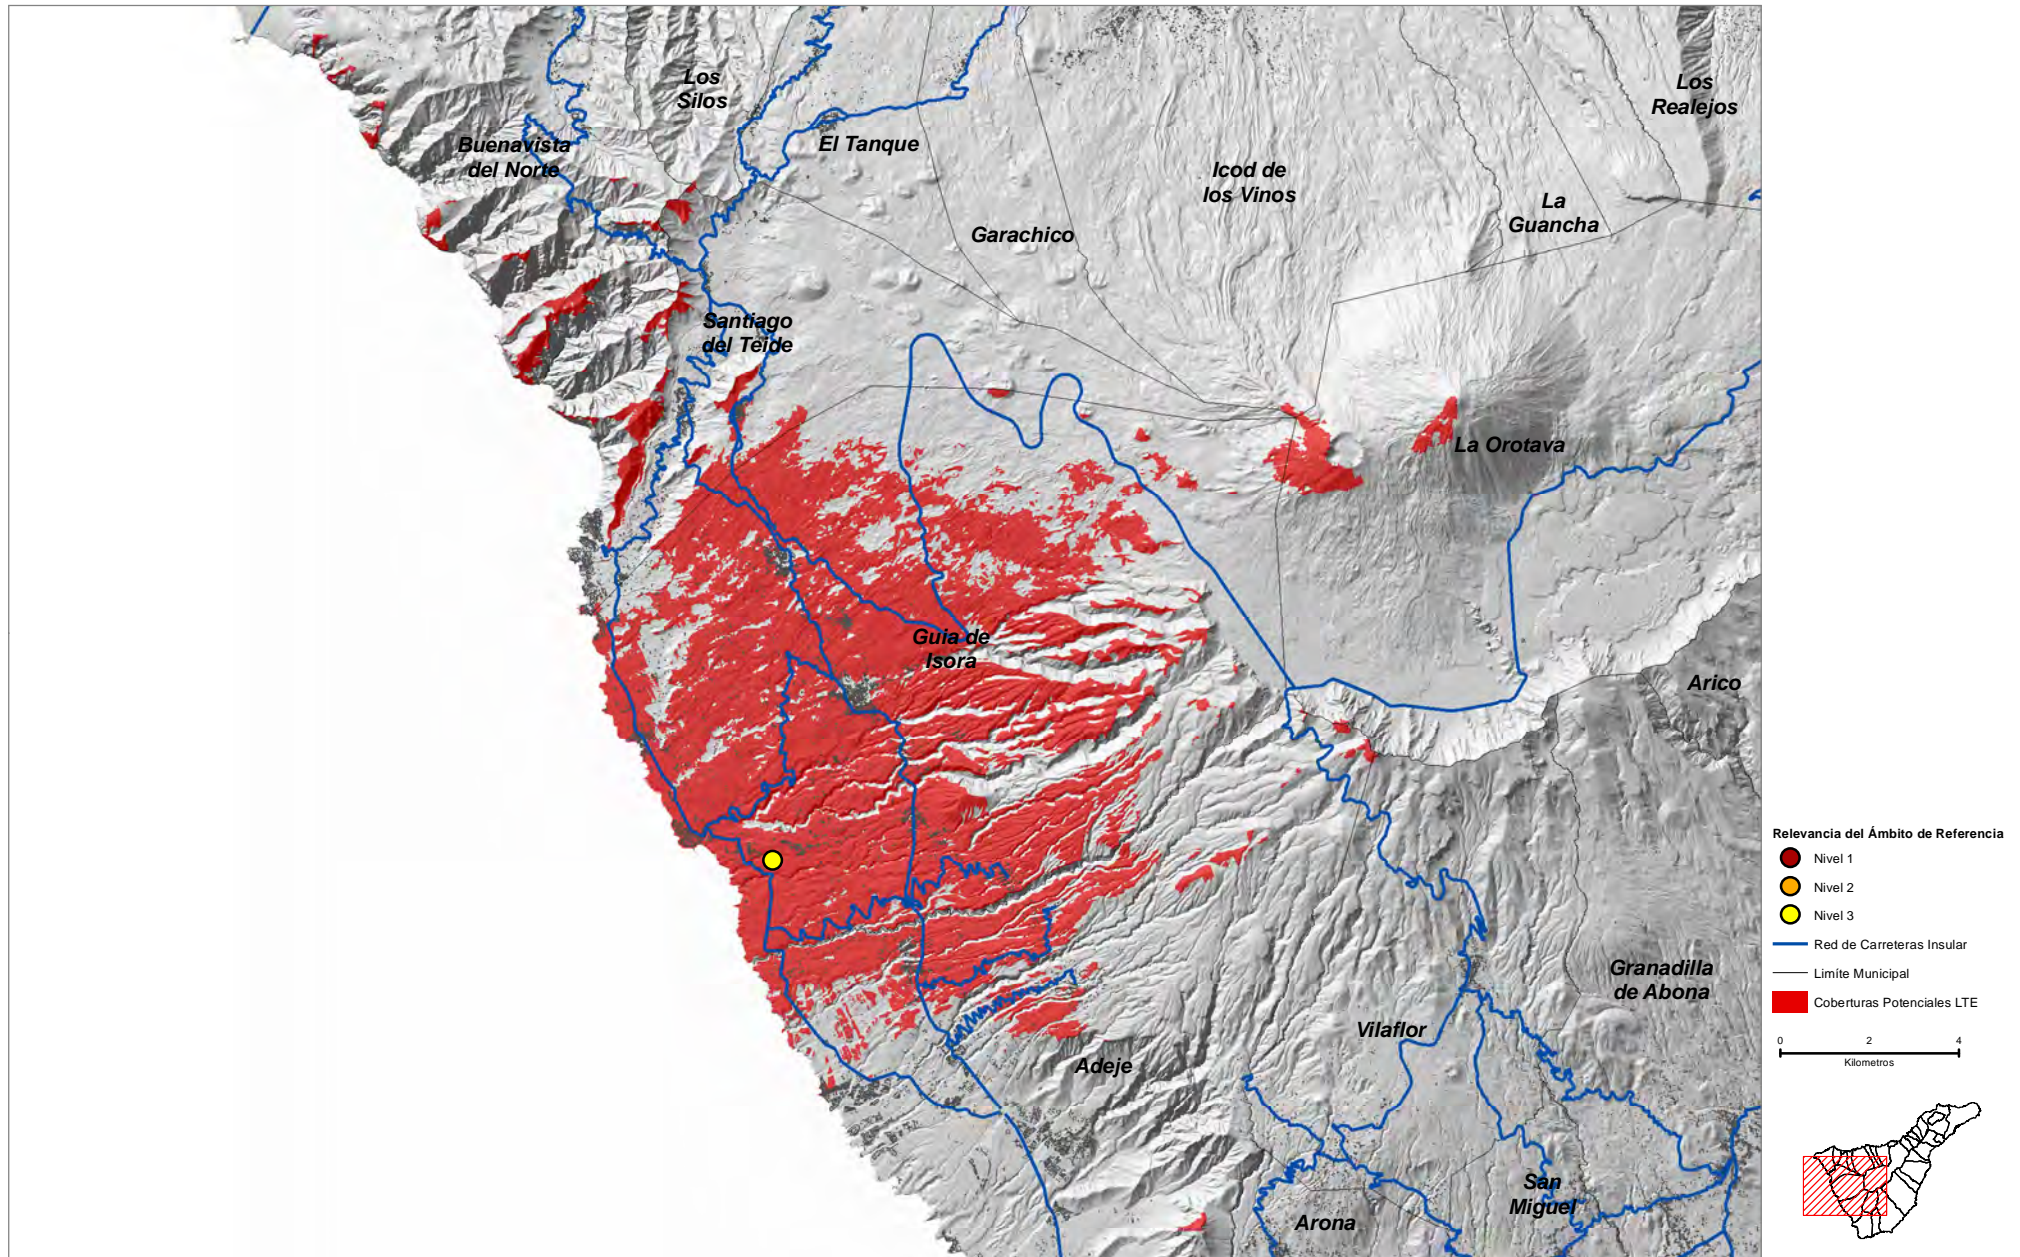 Los
Silos
Los
Realejos
Buenavista
del Norte
El Tanque
Icod de
los Vinos
La
Guancha
Garachico
Santiago
del Teide
La Orotava
Guia de
Isora
Arico
Granadilla
de Abona
Vilaflor
Adeje
San
Miguel
Arona
Relevancia del Ámbito de Referencia
Nivel 1
Nivel 2
Nivel 3
Red de Carreteras Insular
Limíte Municipal
Coberturas Potenciales LTE
0 2 4
Kilometros